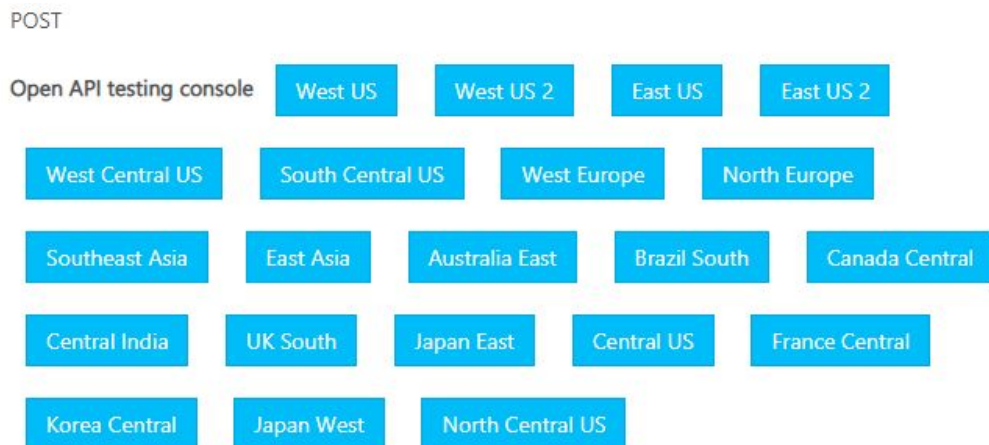 POST
Open API testing console West US West US 2 East US East US 2
West Central US South Central US West Europe North Europe
Southeast Asia East Asia Australia East Brazil South Canada Central
Central India UK South Japan East Central US France Central
Korea Central Japan West North Central US